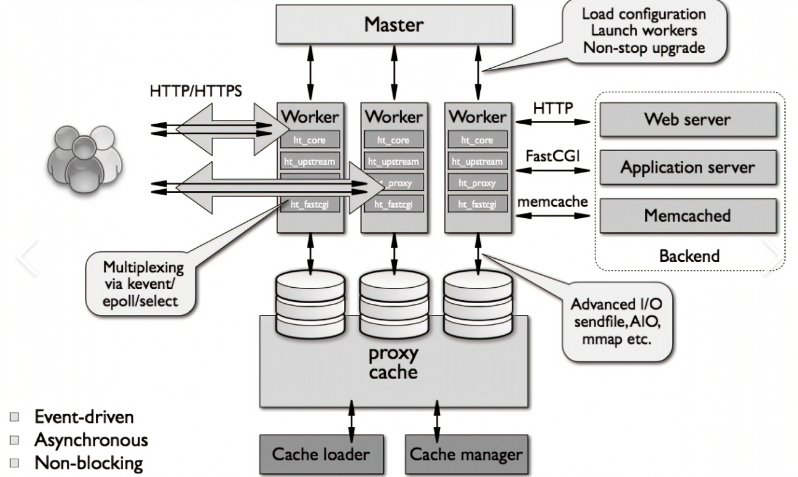 Master
Load configuration
Launch workers
Non-stop upgrade
HTTP/HTTPS
Worker
ht_core
ht_upstream
ht_fastcgi
Worker
ht_core
ht_upstream
_proxy
ht_fastcgi
Worker
ht_core
ht_upstream
ht_proxy
ht_fastcgi
HTTP
FastCGI
memcache
Web server
Application server
Memcached
Backend
Multiplexing
via kevent/
epoll/select
Advanced I/O
sendfile, AIO,
mmap etc.
proxy
cache
Cache loader
Cache manager
Event-driven
Asynchronous
Non-blocking